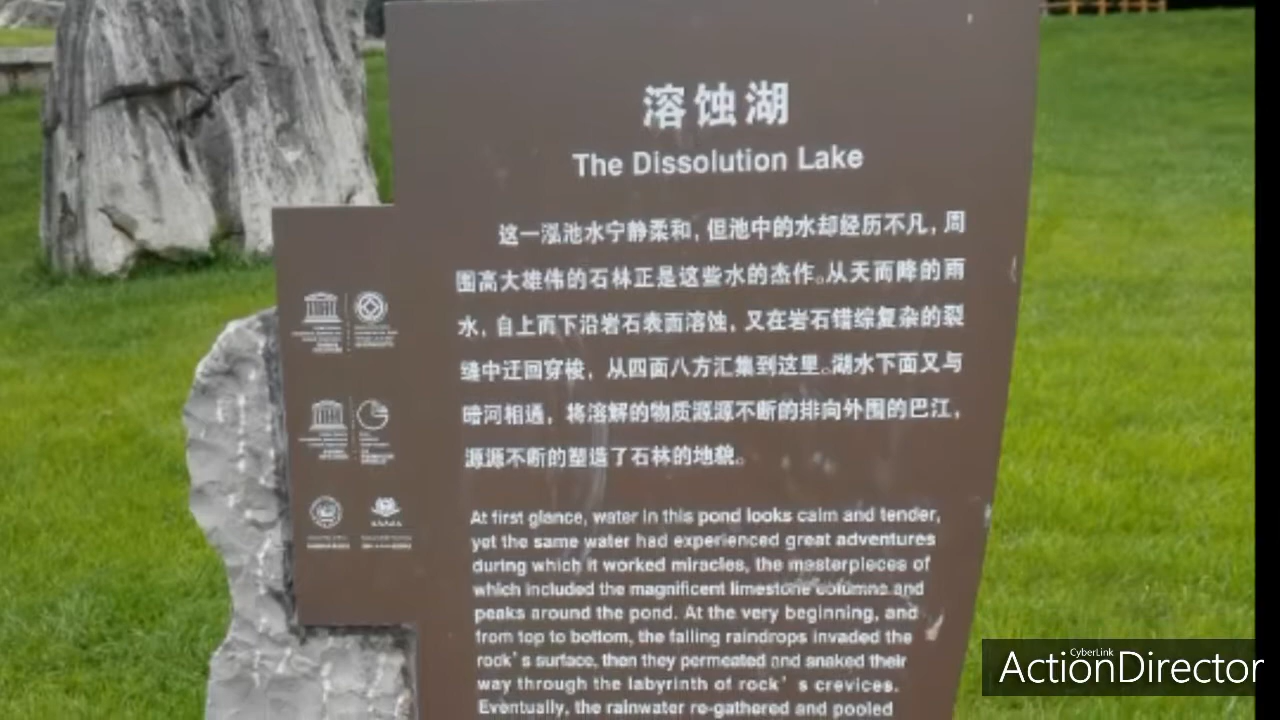 溶蚀湖
The Dissolution Lake
这一泓池水宁静柔和，但池中的水却经历不凡，周
围高大雄伟的石林正是这些水的杰作。从天而降的雨
水，自上而下沿岩石表面溶蚀，又在岩石错综复杂的裂
缝中迂回穿梭，从四面八方汇集到这里。湖水下面又与
暗河相通，将溶解的物质源源不断的排向外围的巴江，
源源不断的塑造了石林的地貌。
At first glance, water in this pond looks calm and tender,
yet the same water had experienced great adventures
during which it worked miracles, the masterpieces of
which included the magnificent limestone columns and
peaks around the pond. At the very beginning, and
from top to bottom, the falling raindrops invaded the
rock's surface, then they permeated and snaked their
way through the labyrinth of rock's crevices.
Eventually, the rainwater re-gathered and pooled
CyberLink
ActionDirector